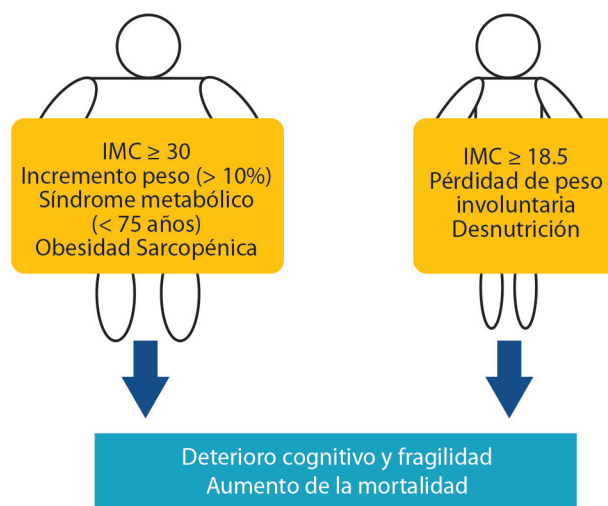 IMC ≥ 30
Incremento peso (> 10%)
Síndrome metabólico
(< 75 años)
Obesidad Sarcopénica
IMC ≥ 18.5
Pérdidad de peso
involuntaria
Desnutrición
Deterioro cognitivo y fragilidad
Aumento de la mortalidad